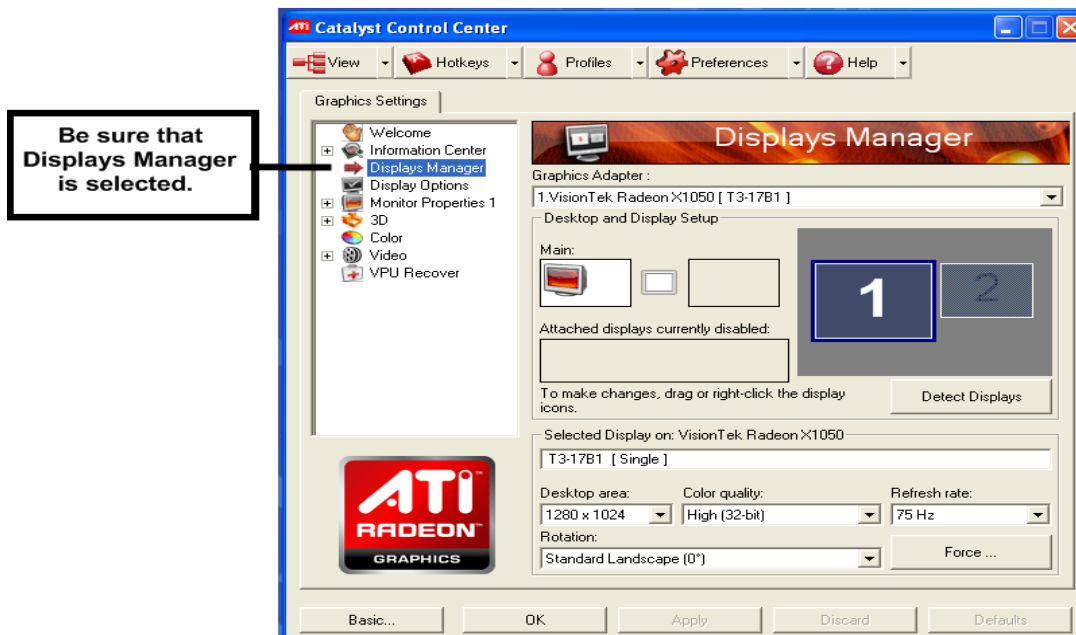 Be sure that
Displays Manager
is selected.
ATI Catalyst Control Center
View Hotkeys Profiles Preferences Help
Graphics Settings
Welcome
Information Center
Displays Manager
Display Options
Monitor Properties 1
3D
Color
Video
VPU Recover
ATI
RADEON
GRAPHICS
Displays Manager
Graphics Adapter :
1.VisionTek Radeon X1050 [ T3-17B1 ]
Desktop and Display Setup
Main:
1 2
Attached displays currently disabled:
To make changes, drag or right-click the display
icons.
Detect Displays
Selected Display on: VisionTek Radeon X1050
T3-17B1 [ Single ]
Desktop area: Color quality: Refresh rate:
1280 x 1024 High (32-bit) 75 Hz
Rotation:
Standard Landscape (0°)
Force ...
Basic... OK Apply Discard Defaults